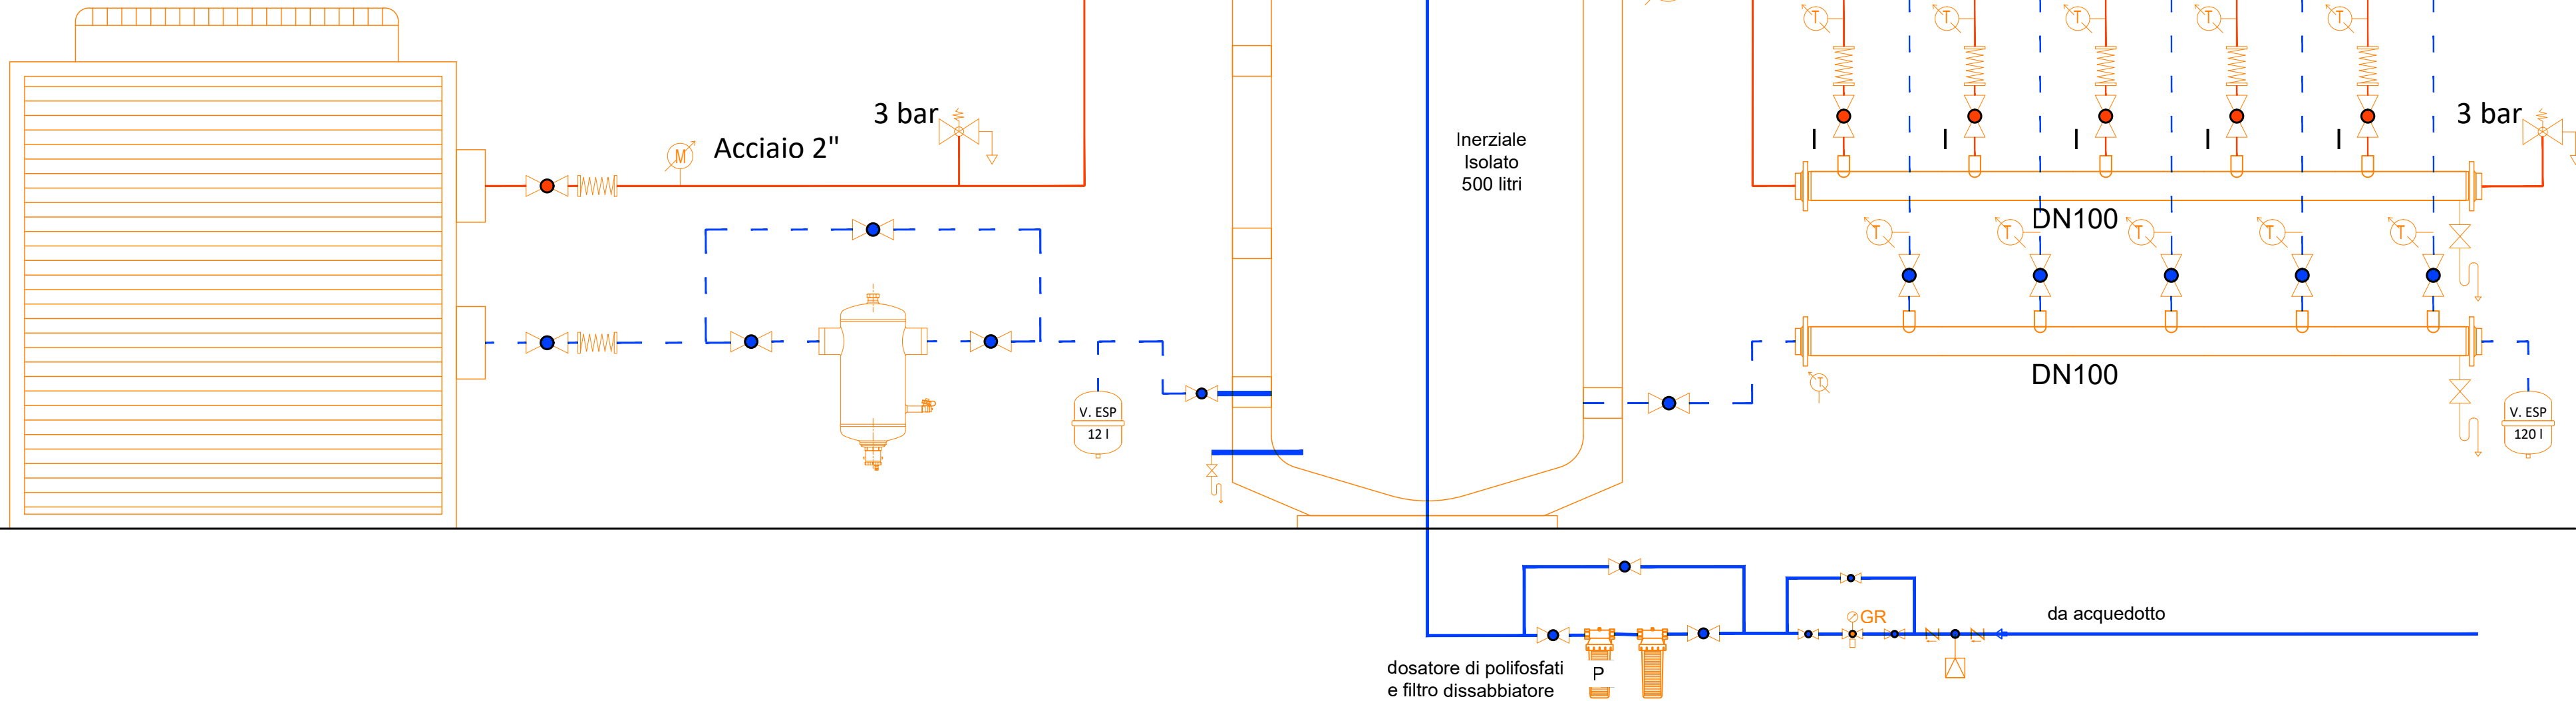 T
T
T
T
T
3 bar
3 bar
Acciaio 2"
M
Inerziale
Isolato
500 litri
I
I
I
I
I
DN100
T
T
T
T
T
DN100
T
V. ESP
12 l
V. ESP
120 l
GR
da acquedotto
dosatore di polifosfati
e filtro dissabbiatore
P